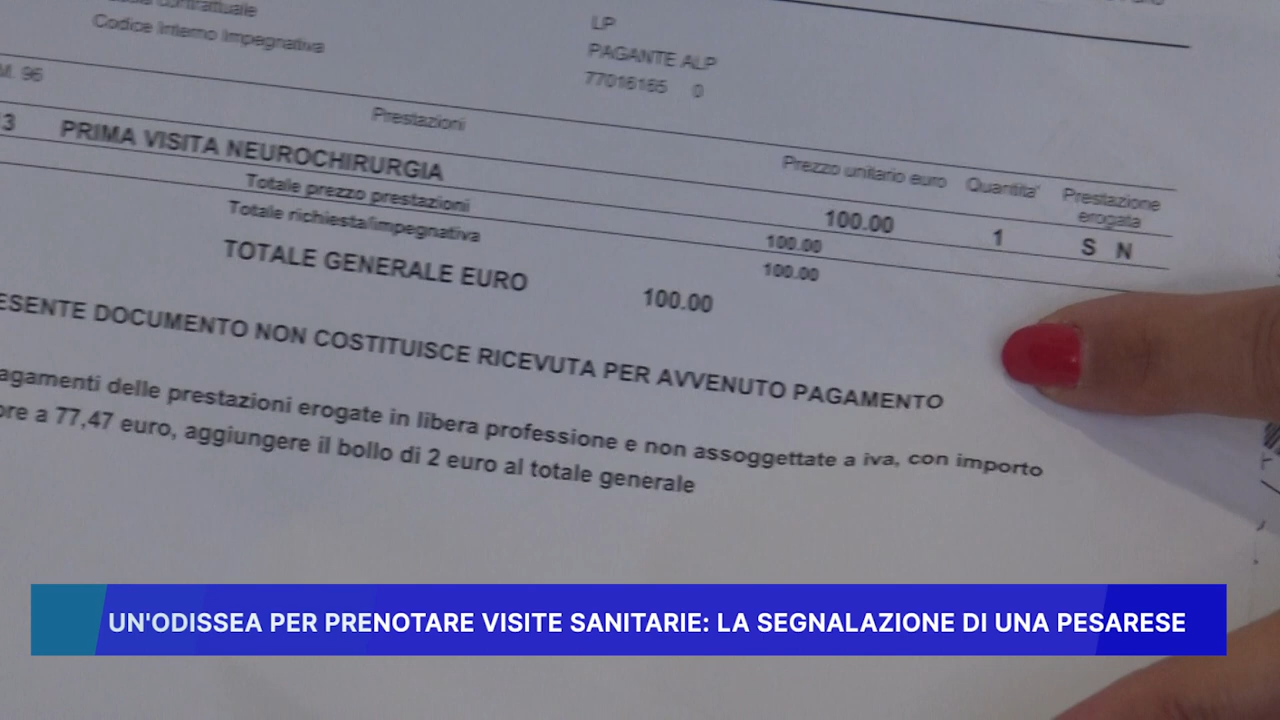 contrattuale
LP
Codice Interno Impegnativa
PAGANTE ALP
77016165 0
M. 96
Prestazioni
Prezzo unitario euro Quantita' Prestazione erogata
3 PRIMA VISITA NEUROCHIRURGIA 100.00 1 S N
Totale prezzo prestazioni 100.00
Totale richiesta/impegnativa 100.00
TOTALE GENERALE EURO 100.00
ESENTE DOCUMENTO NON COSTITUISCE RICEVUTA PER AVVENUTO PAGAMENTO
agamenti delle prestazioni erogate in libera professione e non assoggettate a iva, con importo
ore a 77,47 euro, aggiungere il bollo di 2 euro al totale generale
UN'ODISSEA PER PRENOTARE VISITE SANITARIE: LA SEGNALAZIONE DI UNA PESARESE